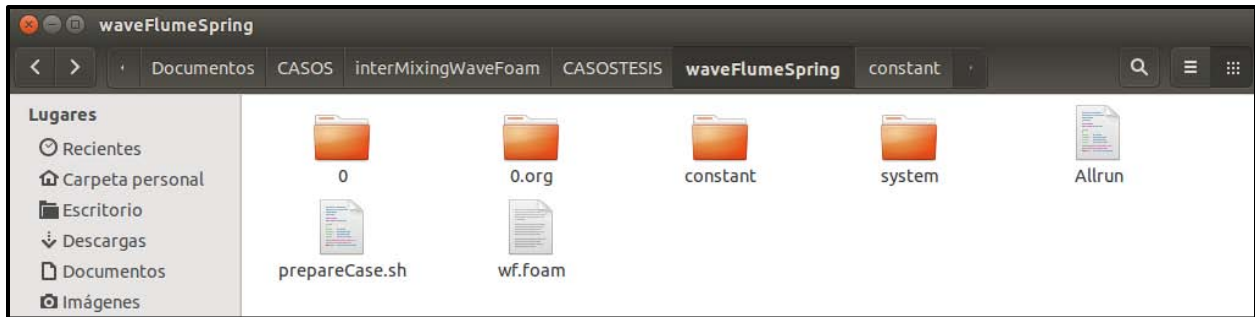 waveFlumeSpring
Documentos CASOS interMixingWaveFoam CASOSTESIS waveFlumeSpring constant
Lugares
Recientes
Carpeta personal
Escritorio
Descargas
Documentos
Imágenes
0 0.org constant system Allrun
prepareCase.sh wf.foam